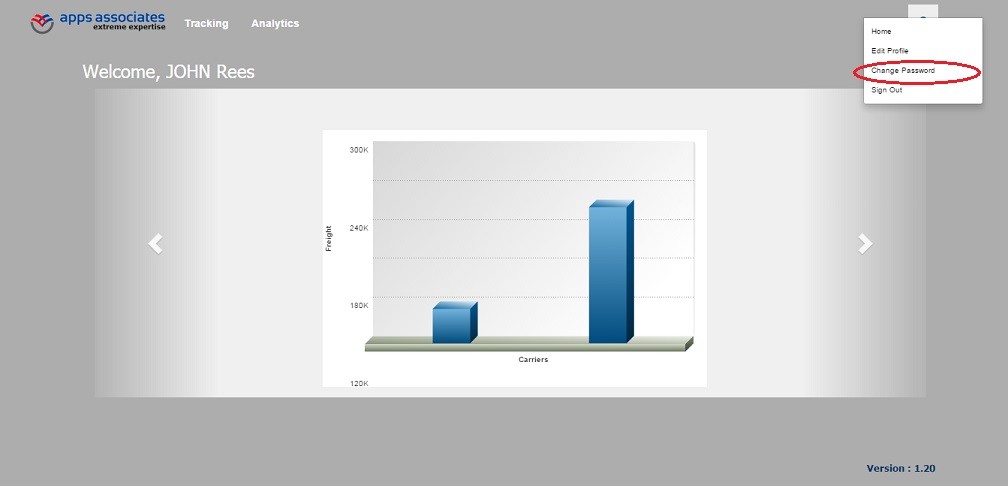 apps associates
extreme expertise
Tracking
Analytics
Home
Edit Profile
Change Password
Sign Out
Welcome, JOHN Rees
300K
240K
180K
120K
Freight
Carriers
Version : 1.20